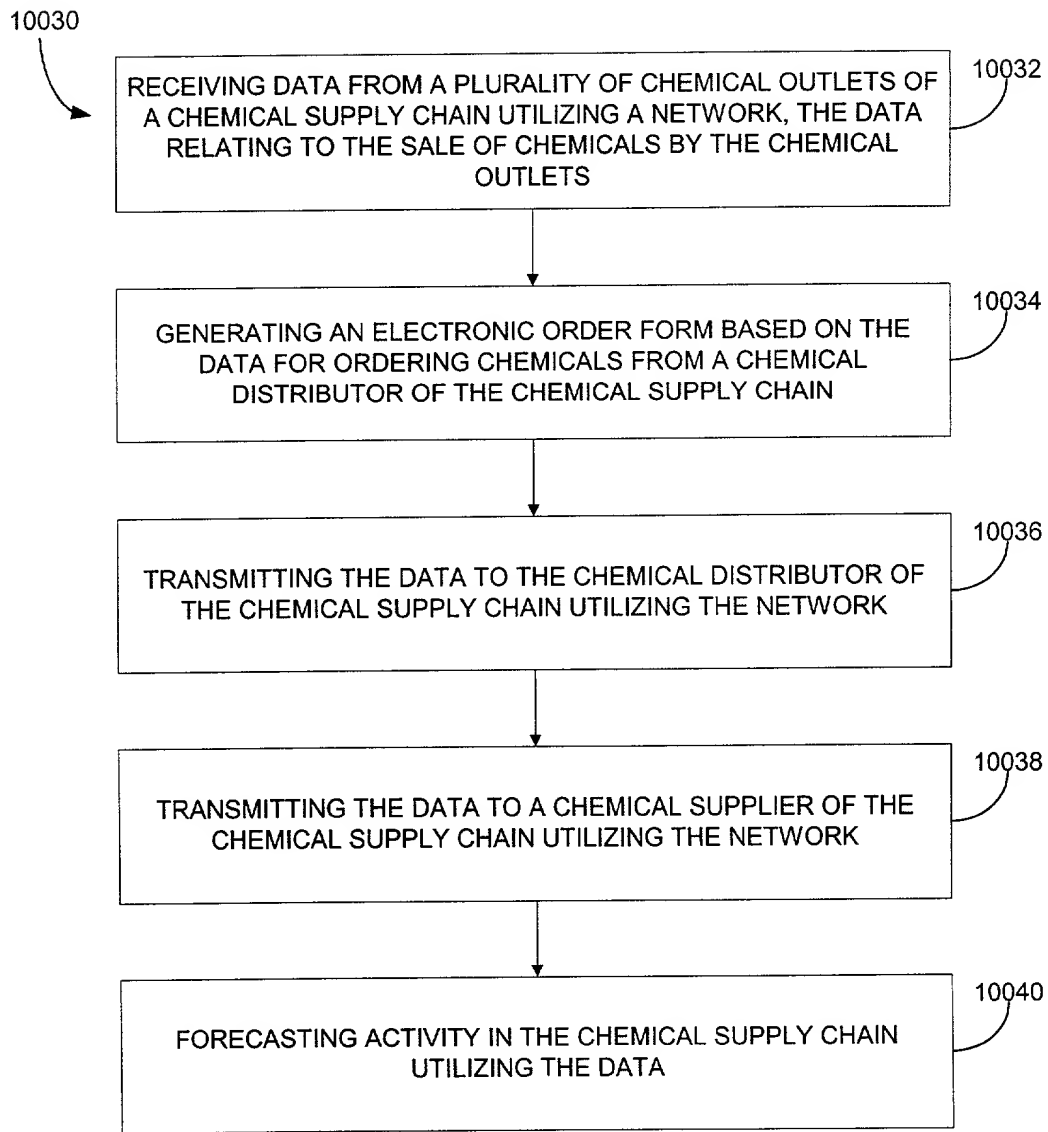 10030
10032
RECEIVING DATA FROM A PLURALITY OF CHEMICAL OUTLETS OF
A CHEMICAL SUPPLY CHAIN UTILIZING A NETWORK, THE DATA
RELATING TO THE SALE OF CHEMICALS BY THE CHEMICAL
OUTLETS
10034
GENERATING AN ELECTRONIC ORDER FORM BASED ON THE
DATA FOR ORDERING CHEMICALS FROM A CHEMICAL
DISTRIBUTOR OF THE CHEMICAL SUPPLY CHAIN
10036
TRANSMITTING THE DATA TO THE CHEMICAL DISTRIBUTOR OF
THE CHEMICAL SUPPLY CHAIN UTILIZING THE NETWORK
10038
TRANSMITTING THE DATA TO A CHEMICAL SUPPLIER OF THE
CHEMICAL SUPPLY CHAIN UTILIZING THE NETWORK
10040
FORECASTING ACTIVITY IN THE CHEMICAL SUPPLY CHAIN
UTILIZING THE DATA